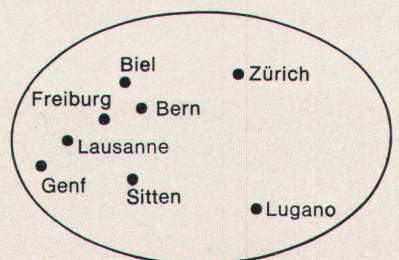 Biel
Zürich
Freiburg
Bern
Lausanne
Genf
Sitten
Lugano